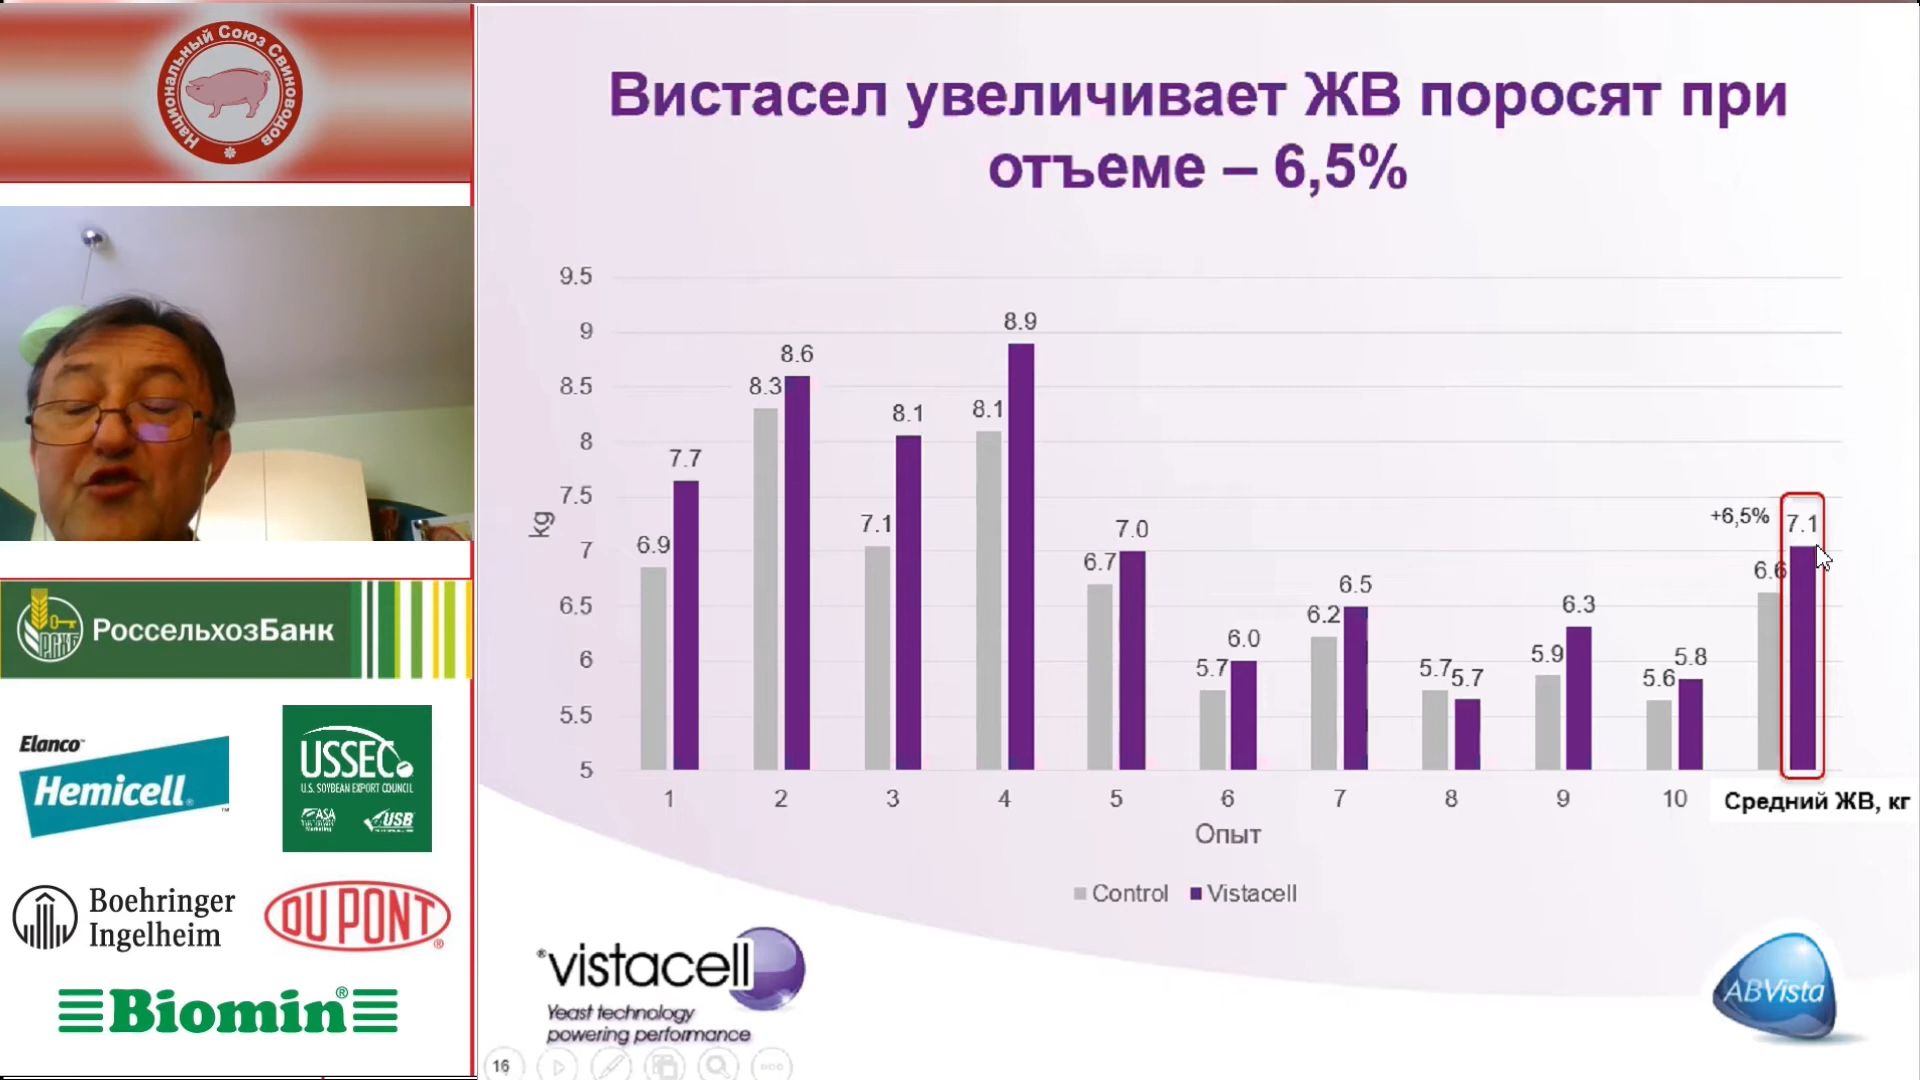 Национальный Союз Свиноводов
РоссельхозБанк
РСХБ
Elanco™
Hemicell®
USSEC
U.S. SOYBEAN EXPORT COUNCIL
ASA
USB
Boehringer
Ingelheim
DUPONT®
Biomin®
Вистасел увеличивает ЖВ поросят при
отъеме – 6,5%
kg
9.5
9
8.5
8
7.5
7
6.5
6
5.5
5
6.9 7.7
8.3 8.6
7.1 8.1
8.1 8.9
6.7 7.0
5.7 6.0
6.2 6.5
5.7 5.7
5.9 6.3
5.6 5.8
+6,5%
6.6 7.1
1 2 3 4 5 6 7 8 9 10 Средний ЖВ, кг
Опыт
Control Vistacell
®vistacell
Yeast technology
powering performance
ABVista
16